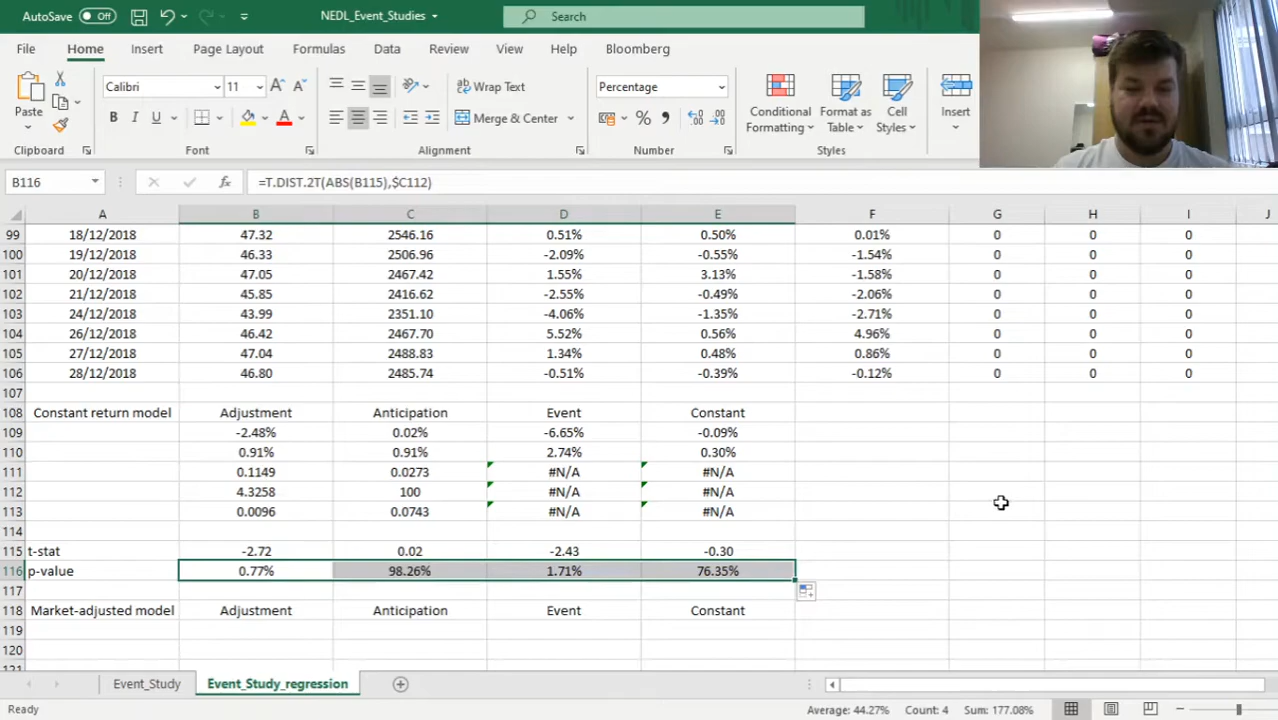 AutoSave Off NEDL_Event_Studies Search
File Home Insert Page Layout Formulas Data Review View Help Bloomberg
Calibri 11 Wrap Text Percentage
Paste B I U Merge & Center Conditional Formatting Format as Table Cell Styles Insert
Clipboard Font Alignment Number Styles
B116 fx =T.DIST.2T(ABS(B115),$C112)
A B C D E F G H I J
99 18/12/2018 47.32 2546.16 0.51% 0.50% 0.01% 0 0 0
100 19/12/2018 46.33 2506.96 -2.09% -0.55% -1.54% 0 0 0
101 20/12/2018 47.05 2467.42 1.55% 3.13% -1.58% 0 0 0
102 21/12/2018 45.85 2416.62 -2.55% -0.49% -2.06% 0 0 0
103 24/12/2018 43.99 2351.10 -4.06% -1.35% -2.71% 0 0 0
104 26/12/2018 46.42 2467.70 5.52% 0.56% 4.96% 0 0 0
105 27/12/2018 47.04 2488.83 1.34% 0.48% 0.86% 0 0 0
106 28/12/2018 46.80 2485.74 -0.51% -0.39% -0.12% 0 0 0
107
108 Constant return model Adjustment Anticipation Event Constant
109 -2.48% 0.02% -6.65% -0.09%
110 0.91% 0.91% 2.74% 0.30%
111 0.1149 0.0273 #N/A #N/A
112 4.3258 100 #N/A #N/A
113 0.0096 0.0743 #N/A #N/A
114
115 t-stat -2.72 0.02 -2.43 -0.30
116 p-value 0.77% 98.26% 1.71% 76.35%
117
118 Market-adjusted model Adjustment Anticipation Event Constant
119
120
121
Event_Study Event_Study_regression
Ready Average: 44.27% Count: 4 Sum: 177.08%